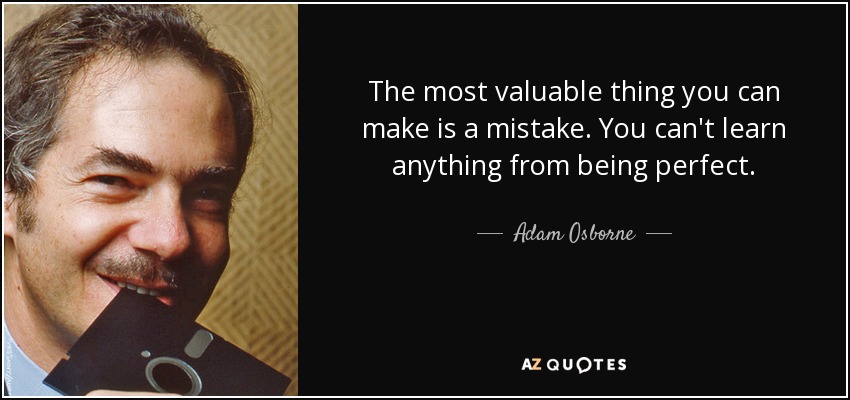 The most valuable thing you can
make is a mistake. You can't learn
anything from being perfect.
Adam Osborne
AZ QUOTES